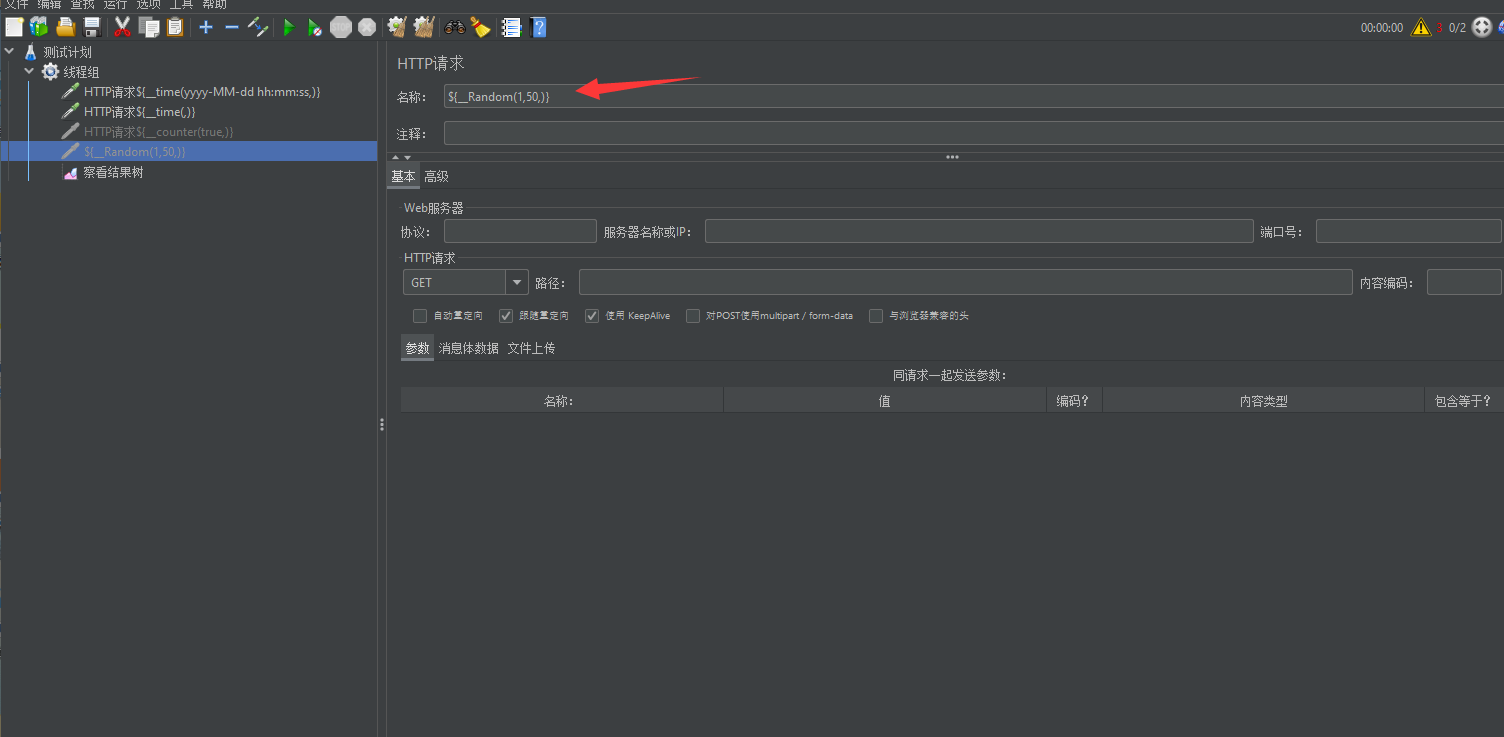 文件 编辑 查找 运行 选项 工具 帮助
STOP
?
00:00:00 3 0/2
测试计划
线程组
HTTP请求${__time(yyyy-MM-dd hh:mm:ss,)}
HTTP请求${__time(,)}
HTTP请求${__counter(true,)}
${__Random(1,50,)}
察看结果树
HTTP请求
名称： ${__Random(1,50,)}
注释：
基本 高级
Web服务器
协议： 服务器名称或IP： 端口号：
HTTP请求
GET 路径： 内容编码：
自动重定向 跟随重定向 使用 KeepAlive 对POST使用multipart / form-data 与浏览器兼容的头
参数 消息体数据 文件上传
同请求一起发送参数：
名称： 值 编码？ 内容类型 包含等于？